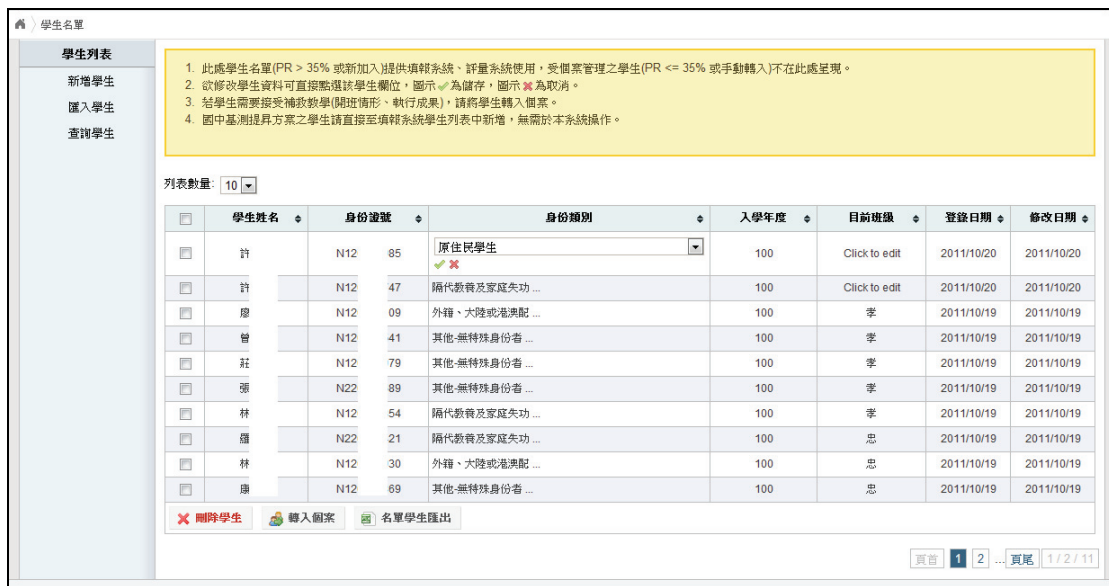 學生名單
學生列表
新增學生
匯入學生
查詢學生
1. 此處學生名單(PR > 35% 或新加入)提供填報系統、評量系統使用，受個案管理之學生(PR <= 35% 或手動轉入)不在此處呈現。
2. 欲修改學生資料可直接點選該學生欄位，圖示 為儲存，圖示 為取消。
3. 若學生需要接受補救教學(開班情形、執行成果)，請將學生轉入個案。
4. 國中基測提昇方案之學生請直接至填報系統學生列表中新增，無需於本系統操作。
列表數量: 10
學生姓名 身份證號 身份類別 入學年度 目前班級 登錄日期 修改日期
許 N12 85 原住民學生 100 Click to edit 2011/10/20 2011/10/20
許 N12 47 隔代教養及家庭失功 ... 100 Click to edit 2011/10/20 2011/10/20
廖 N12 09 外籍、大陸或港澳配 ... 100 孝 2011/10/19 2011/10/19
曾 N12 41 其他-無特殊身份者 ... 100 孝 2011/10/19 2011/10/19
莊 N12 79 其他-無特殊身份者 ... 100 孝 2011/10/19 2011/10/19
張 N22 89 其他-無特殊身份者 ... 100 孝 2011/10/19 2011/10/19
林 N12 54 隔代教養及家庭失功 ... 100 孝 2011/10/19 2011/10/19
羅 N22 21 隔代教養及家庭失功 ... 100 忠 2011/10/19 2011/10/19
林 N12 30 外籍、大陸或港澳配 ... 100 忠 2011/10/19 2011/10/19
康 N12 69 其他-無特殊身份者 ... 100 忠 2011/10/19 2011/10/19
刪除學生 轉入個案 名單學生匯出
頁首 1 2 ... 頁尾 1 / 2 / 11